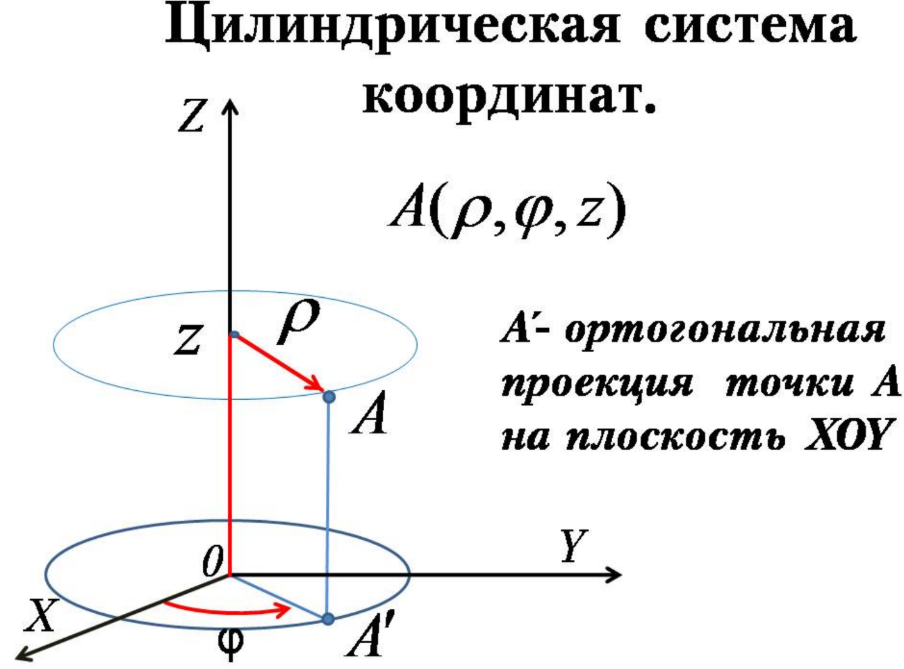 Цилиндрическая система
координат.
Z
A(ρ,φ,z)
ρ
z
A
A´- ортогональная
проекция точки A
на плоскость XOY
0
Y
X
φ
A'